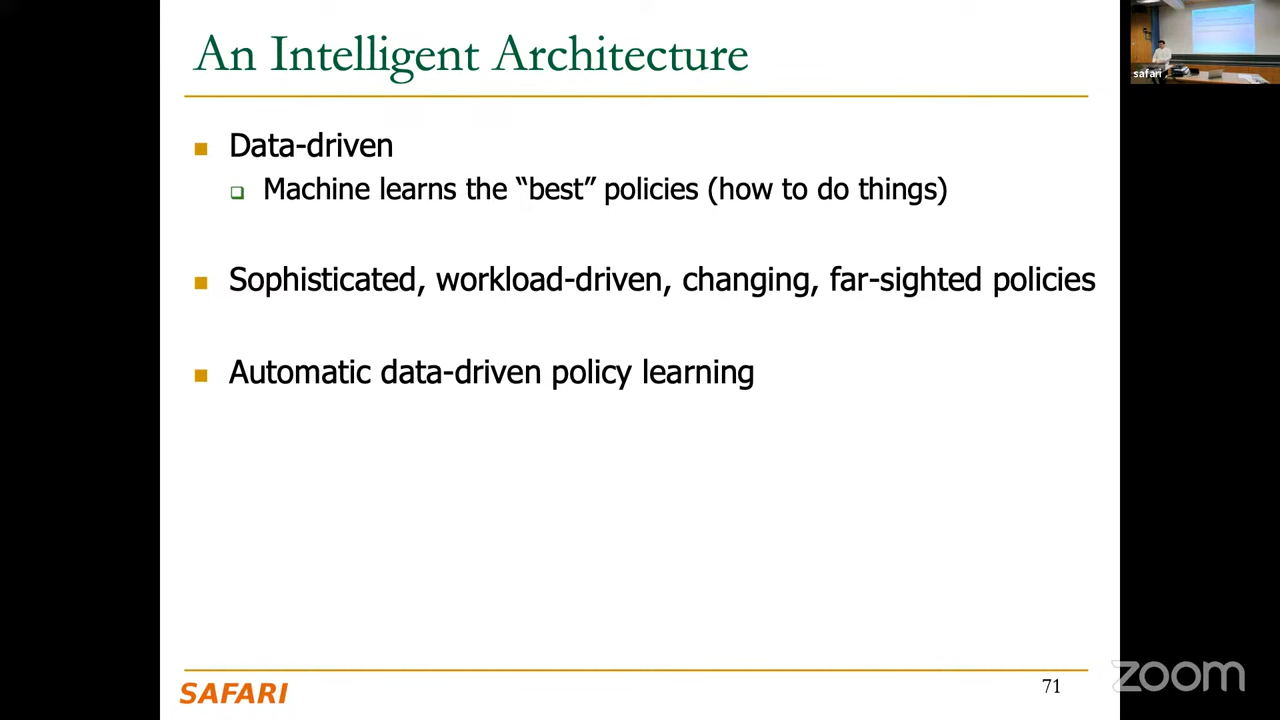 An Intelligent Architecture
safari
Data-driven
Machine learns the “best” policies (how to do things)
Sophisticated, workload-driven, changing, far-sighted policies
Automatic data-driven policy learning
SAFARI
71
zoom